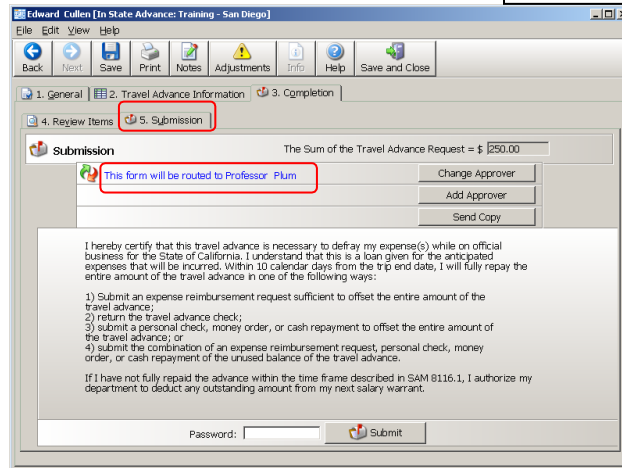 Edward Cullen [In State Advance: Training - San Diego]
File Edit View Help
Back Next Save Print Notes Adjustments Info Help Save and Close
1. General 2. Travel Advance Information 3. Completion
4. Review Items 5. Submission
Submission The Sum of the Travel Advance Request = $ 250.00
This form will be routed to Professor Plum Change Approver
Add Approver
Send Copy
I hereby certify that this travel advance is necessary to defray my expense(s) while on official
business for the State of California. I understand that this is a loan given for the anticipated
expenses that will be incurred. Within 10 calendar days from the trip end date, I will fully repay the
entire amount of the travel advance in one of the following ways:
1) Submit an expense reimbursement request sufficient to offset the entire amount of the
travel advance;
2) return the travel advance check;
3) submit a personal check, money order, or cash repayment to offset the entire amount of
the travel advance; or
4) submit the combination of an expense reimbursement request, personal check, money
order, or cash repayment of the unused balance of the travel advance.
If I have not fully repaid the advance within the time frame described in SAM 8116.1, I authorize my
department to deduct any outstanding amount from my next salary warrant.
Password: Submit